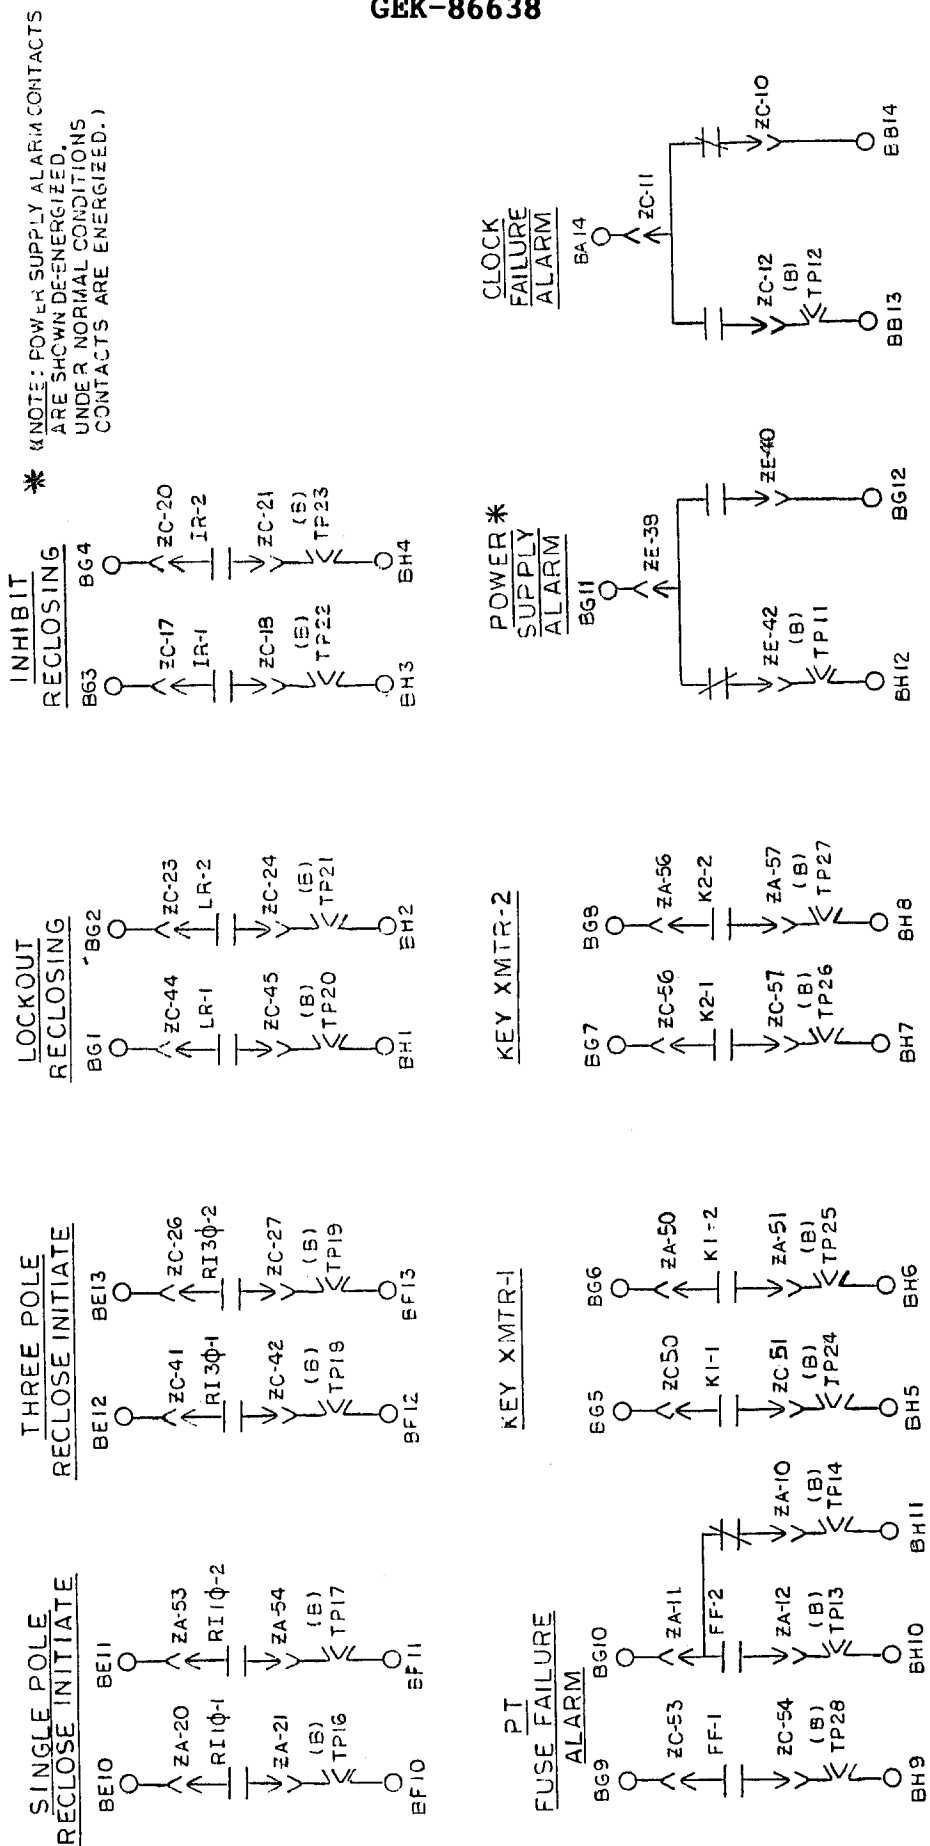 GEK-86638
SINGLE POLE
RECLOSE INITIATE
BE10
ZA-20
RI1Φ-1
ZA-21
(B)
TP16
BF10
BE11
ZA-53
RI1Φ-2
ZA-54
(B)
TP17
BF11
THREE POLE
RECLOSE INITIATE
BE12
ZC-41
RI3Φ-1
ZC-42
(B)
TP18
BF12
BE13
ZC-26
RI3Φ-2
ZC-27
(B)
TP19
BF13
LOCKOUT
RECLOSING
BG1
ZC-44
LR-1
ZC-45
(B)
TP20
BH1
BG2
ZC-23
LR-2
ZC-24
(B)
TP21
BH2
INHIBIT
RECLOSING
BG3
ZC-17
IR-1
ZC-18
(B)
TP22
BH3
BG4
ZC-20
IR-2
ZC-21
(B)
TP23
BH4
* (NOTE: POWER SUPPLY ALARM CONTACTS
ARE SHOWN DE-ENERGIZED.
UNDER NORMAL CONDITIONS
CONTACTS ARE ENERGIZED.)
PT
FUSE FAILURE
ALARM
BG9
ZC-53
FF-1
ZC-54
(B)
TP28
BH9
BG10
ZA-11
FF-2
ZA-12
(B)
TP13
BH10
ZA-10
(B)
TP14
BH11
KEY XMTR-1
BG5
ZC50
K1-1
ZC 51
(B)
TP24
BH5
BG6
ZA-50
K1-2
ZA-51
(B)
TP25
BH6
KEY XMTR-2
BG7
ZC-56
K2-1
ZC-57
(B)
TP26
BH7
BG8
ZA-56
K2-2
ZA-57
(B)
TP27
BH8
POWER *
SUPPLY
ALARM
BG11
ZE-39
ZE-42
(B)
TP11
BH12
ZE-40
BG12
CLOCK
FAILURE
ALARM
BA14
ZC-11
ZC-12
(B)
TP12
BB13
ZC-10
BB14